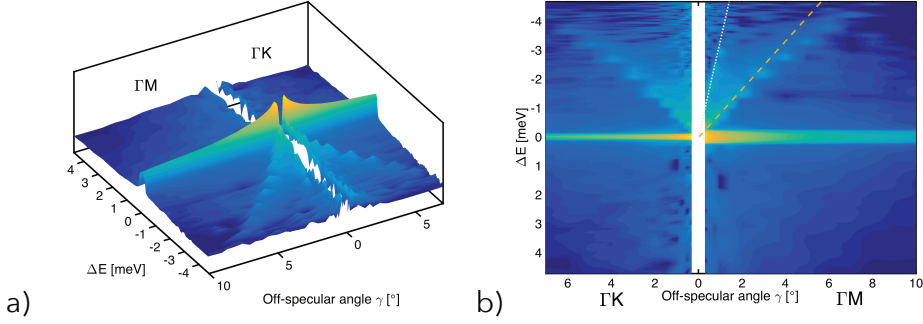 ΓM
ΓK
4
3
2
1
0
-1
-2
-3
-4
ΔE [meV]
10
5
0
5
Off-specular angle γ [°]
a)
-4
-3
-2
-1
0
1
2
3
4
ΔE [meV]
6 4 2 0 2 4 6 8 10
ΓK Off-specular angle γ [°] ΓM
b)